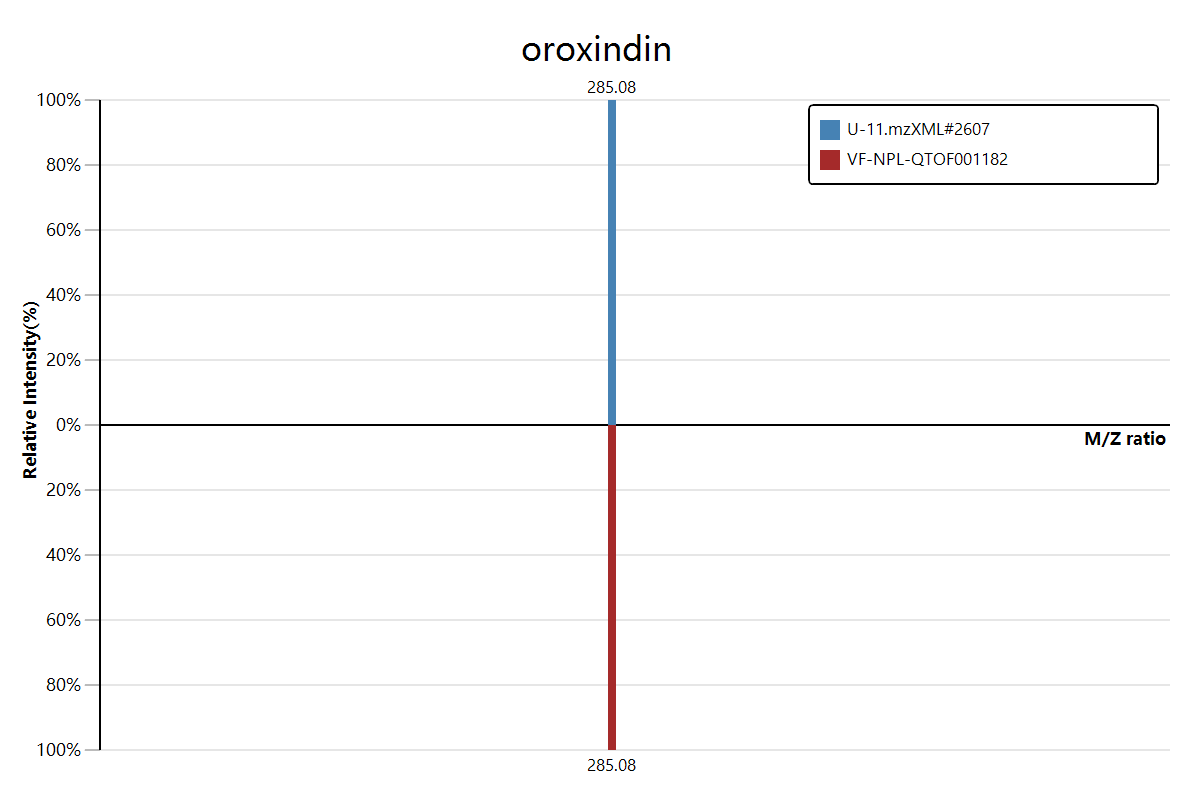 oroxindin
285.08
U-11.mzXML#2607
VF-NPL-QTOF001182
100%
80%
60%
40%
20%
0%
20%
40%
60%
80%
100%
Relative Intensity(%)
M/Z ratio
285.08